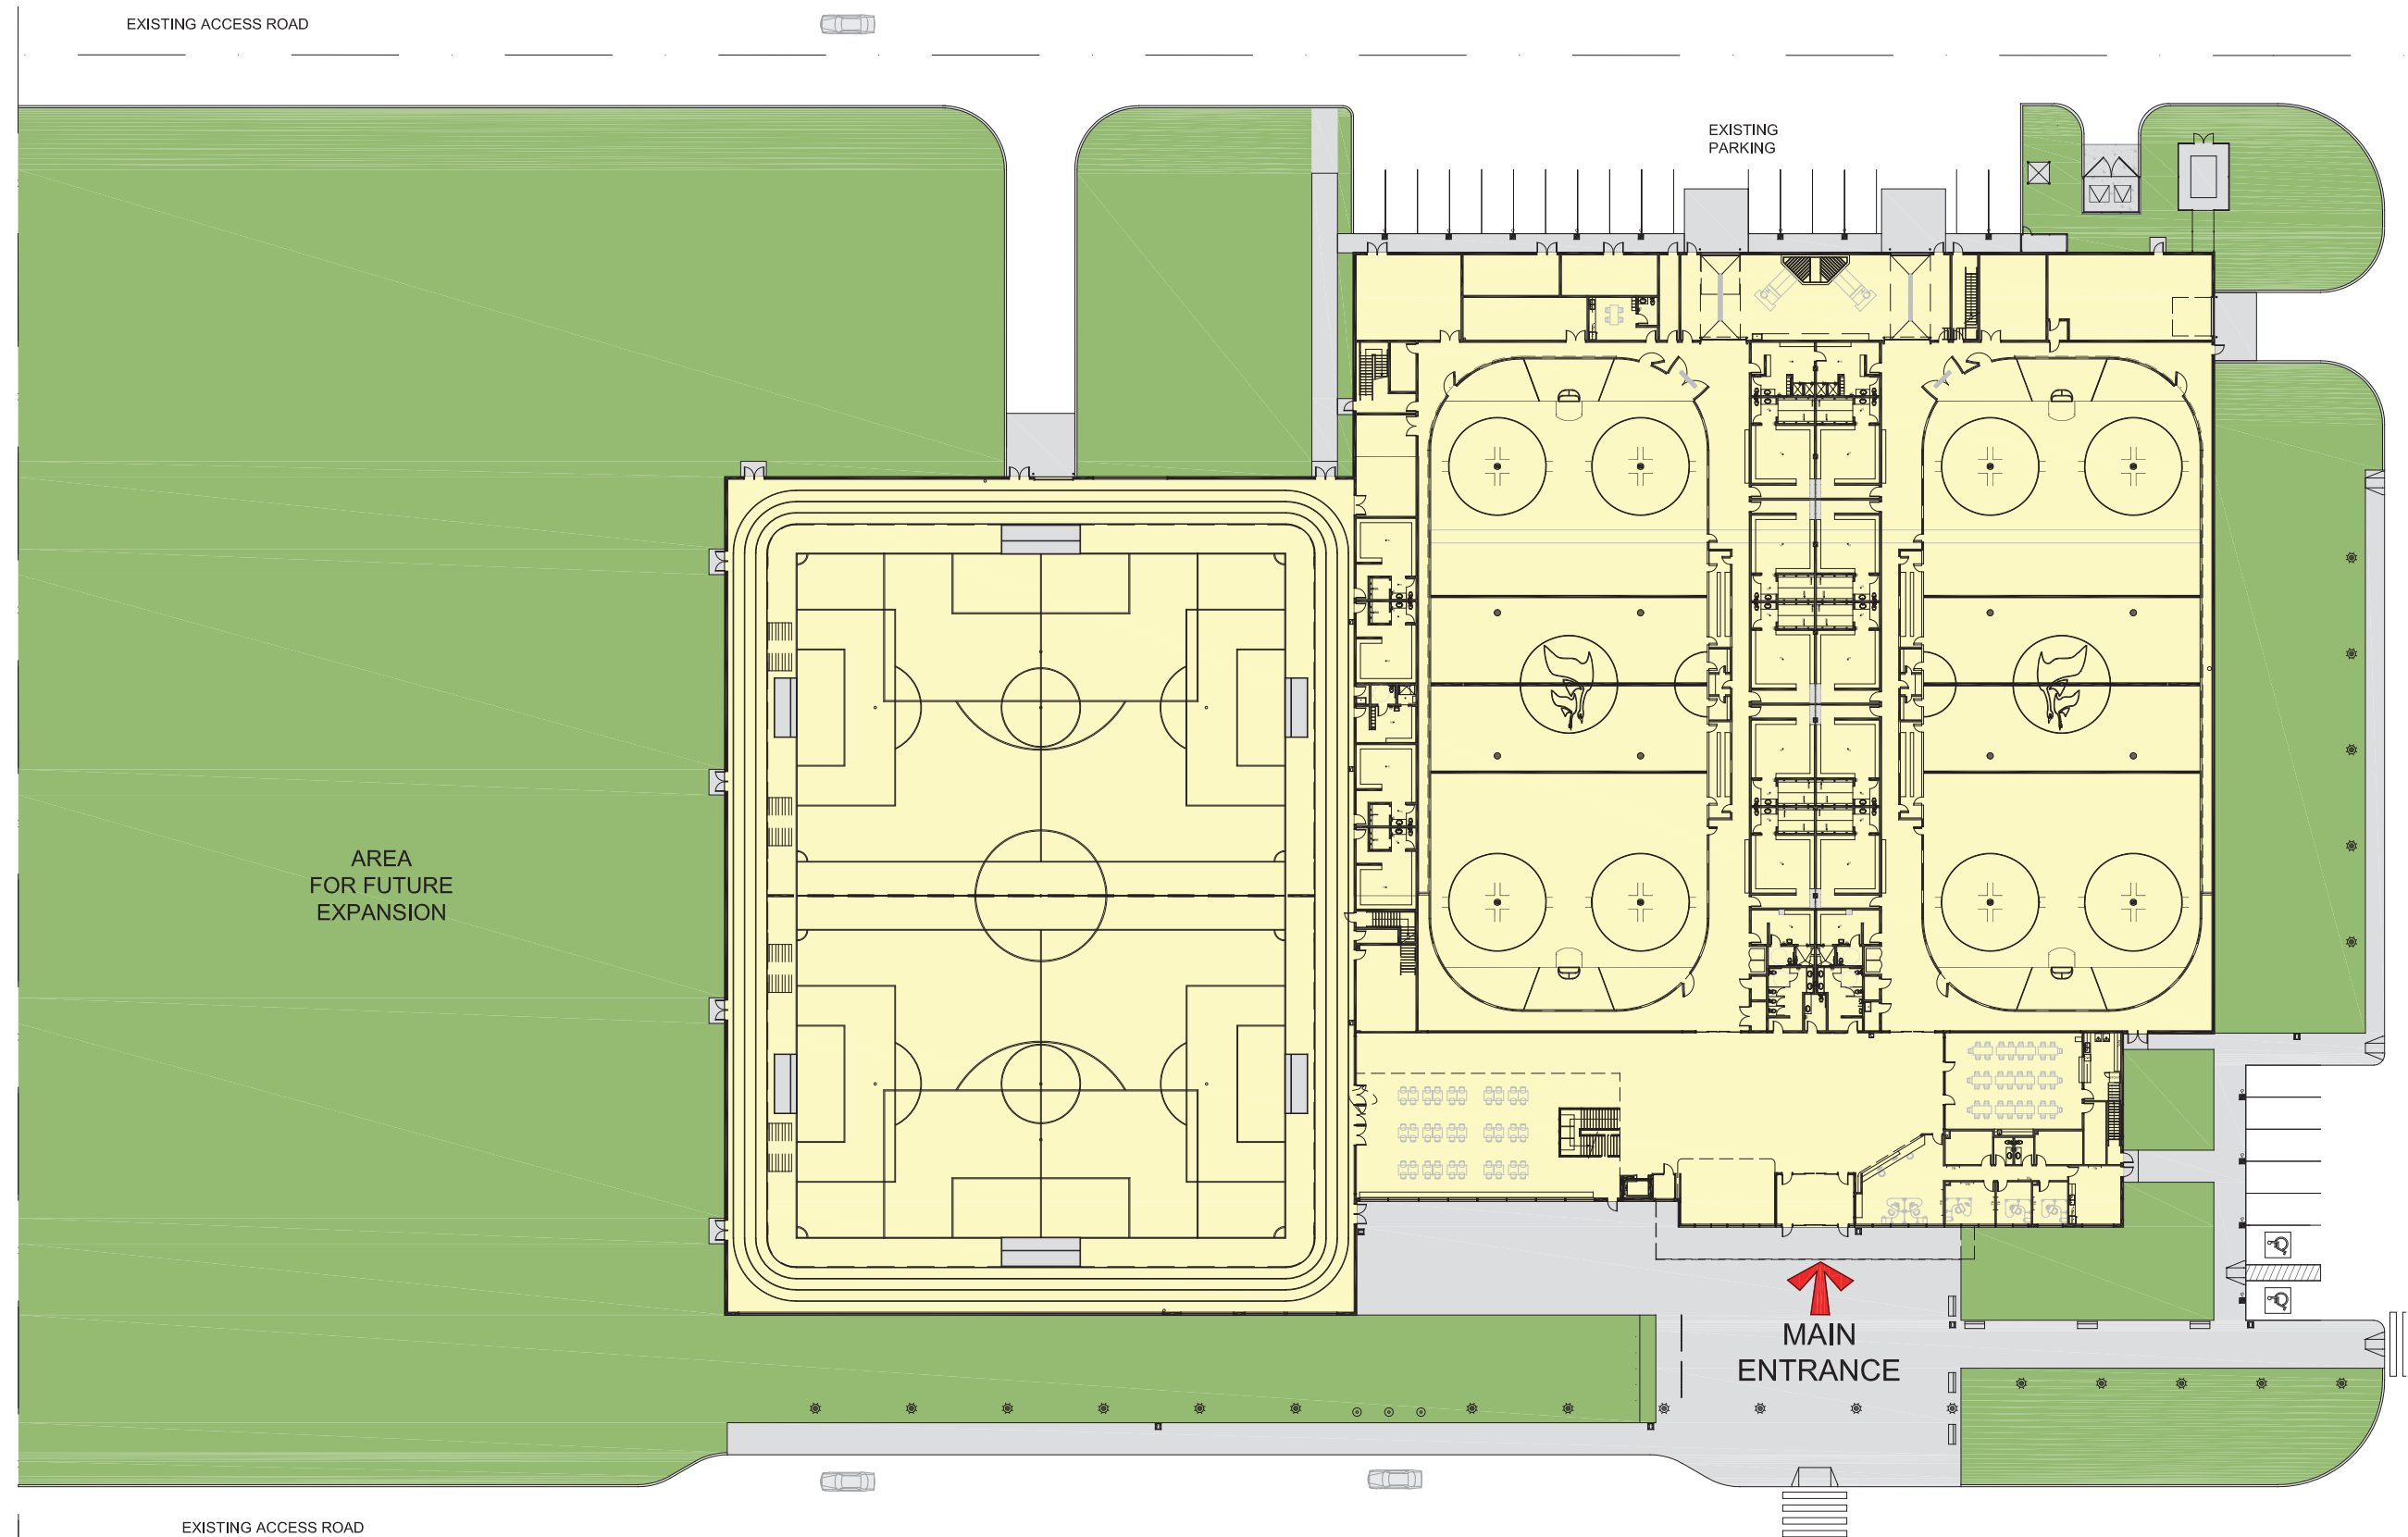 EXISTING ACCESS ROAD
EXISTING
PARKING
AREA
FOR FUTURE
EXPANSION
MAIN
ENTRANCE
EXISTING ACCESS ROAD